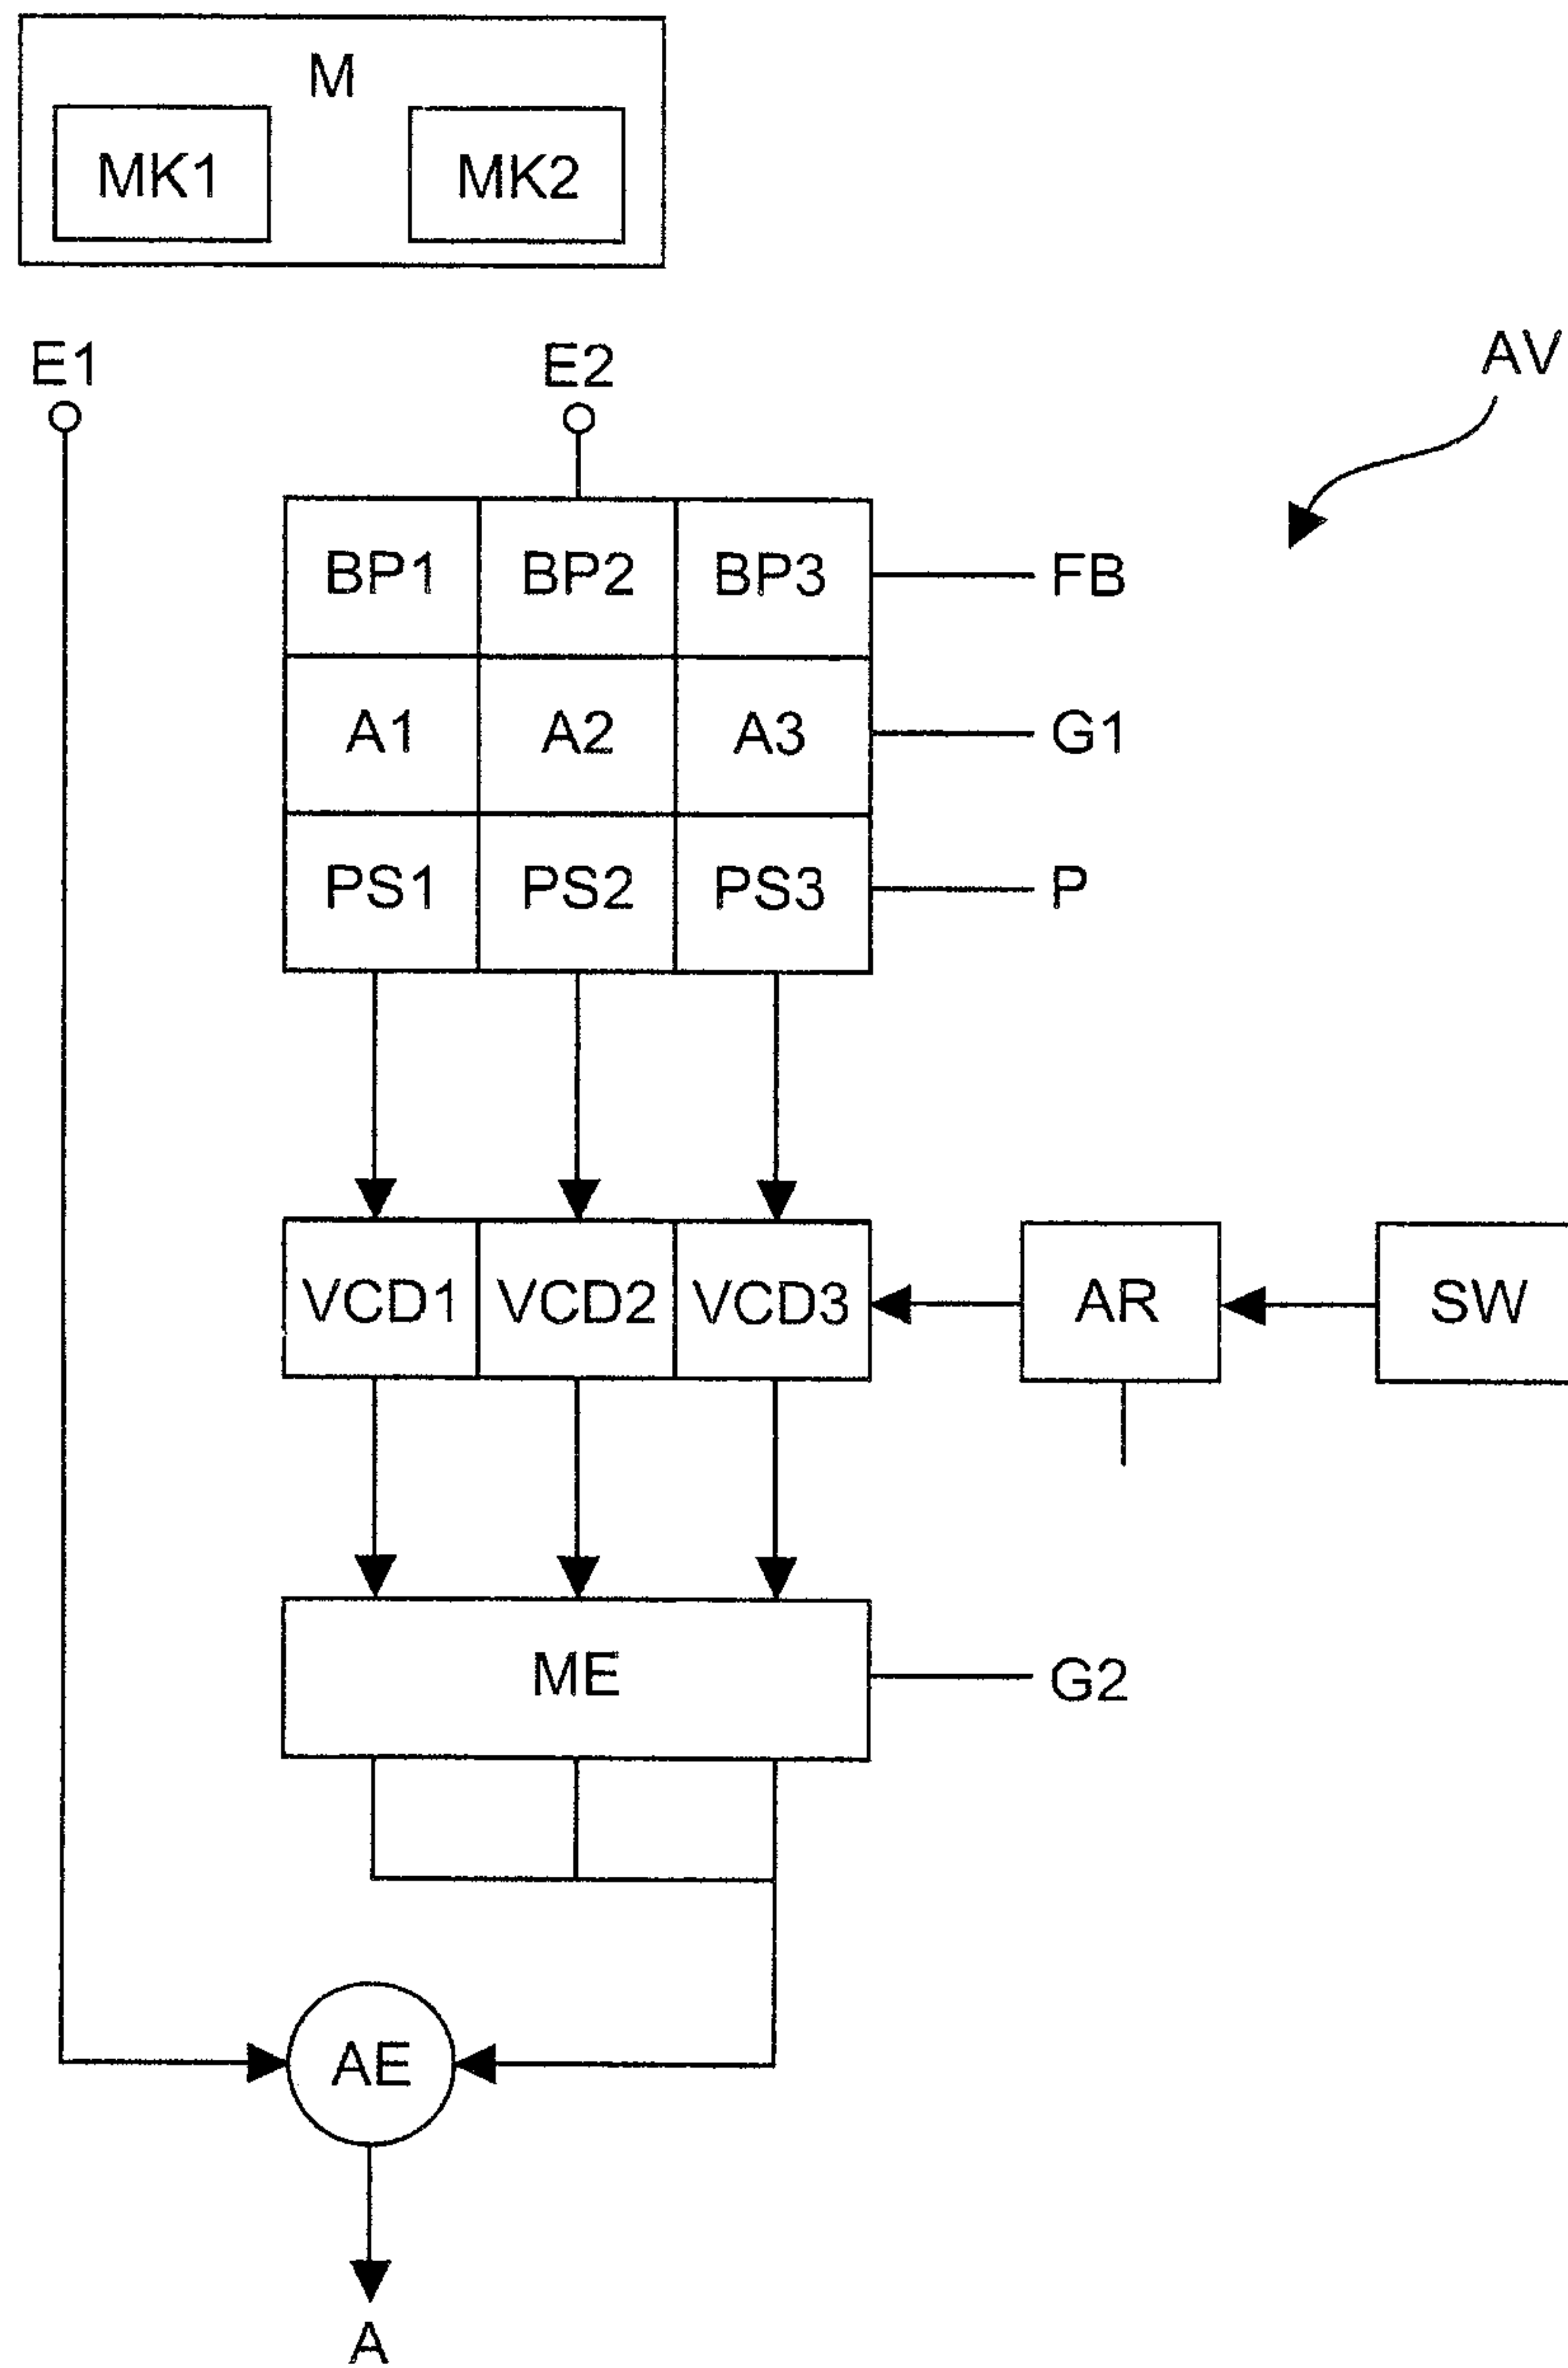 M
MK1 MK2
E1 E2 AV
BP1 BP2 BP3 FB
A1 A2 A3 G1
PS1 PS2 PS3 P
VCD1 VCD2 VCD3 AR SW
ME G2
AE
A